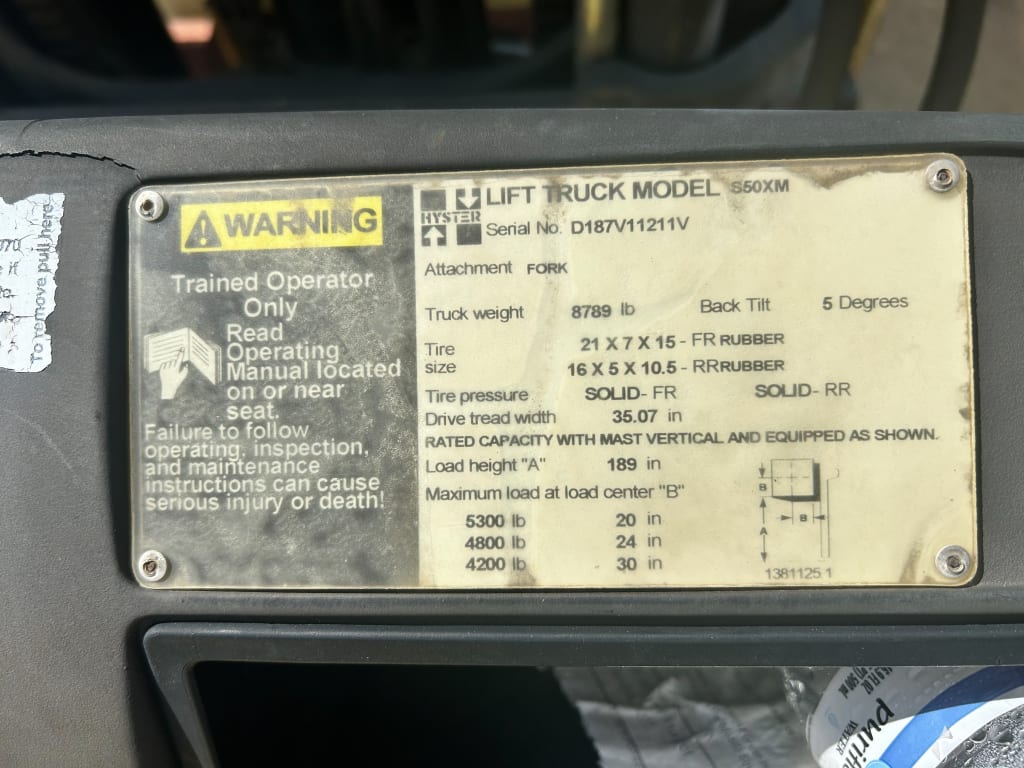 WARNING
Trained Operator
Only
Read
Operating
Manual located
on or near
seat.
Failure to follow
operating, inspection,
and maintenance
instructions can cause
serious injury or death!
HYSTER
LIFT TRUCK MODEL S50XM
Serial No. D187V11211V
Attachment FORK
Truck weight 8789 lb Back Tilt 5 Degrees
Tire 21 X 7 X 15 - FR RUBBER
size 16 X 5 X 10.5 - RR RUBBER
Tire pressure SOLID - FR SOLID - RR
Drive tread width 35.07 in
RATED CAPACITY WITH MAST VERTICAL AND EQUIPPED AS SHOWN.
Load height "A" 189 in
Maximum load at load center "B"
5300 lb 20 in
4800 lb 24 in
4200 lb 30 in
B
B
A
1381125 1
To remove pull here
if
purifi
WATER
500 ml